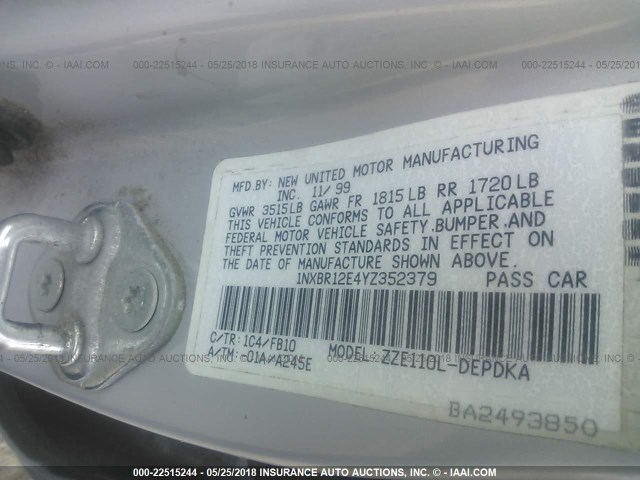 000-22515244 / 05/25/2018 INSURANCE AUTO AUCTIONS, INC. (IAAI.COM)
MFD.BY: NEW UNITED MOTOR MANUFACTURING
INC. 11/99
GVWR 3515LB GAWR FR 1815LB RR 1720LB
THIS VEHICLE CONFORMS TO ALL APPLICABLE
FEDERAL MOTOR VEHICLE SAFETY,BUMPER,AND
THEFT PREVENTION STANDARDS IN EFFECT ON
THE DATE OF MANUFACTURE SHOWN ABOVE.
1NXBR12E4YZ352379 PASS CAR
C/TR: 1C4/FB10 MODEL: ZZE110L-DEPDKA
A/TM: -01A/A245E
BA2493850
000-22515244 / 05/25/2018 INSURANCE AUTO AUCTIONS, INC. (IAAI.COM)